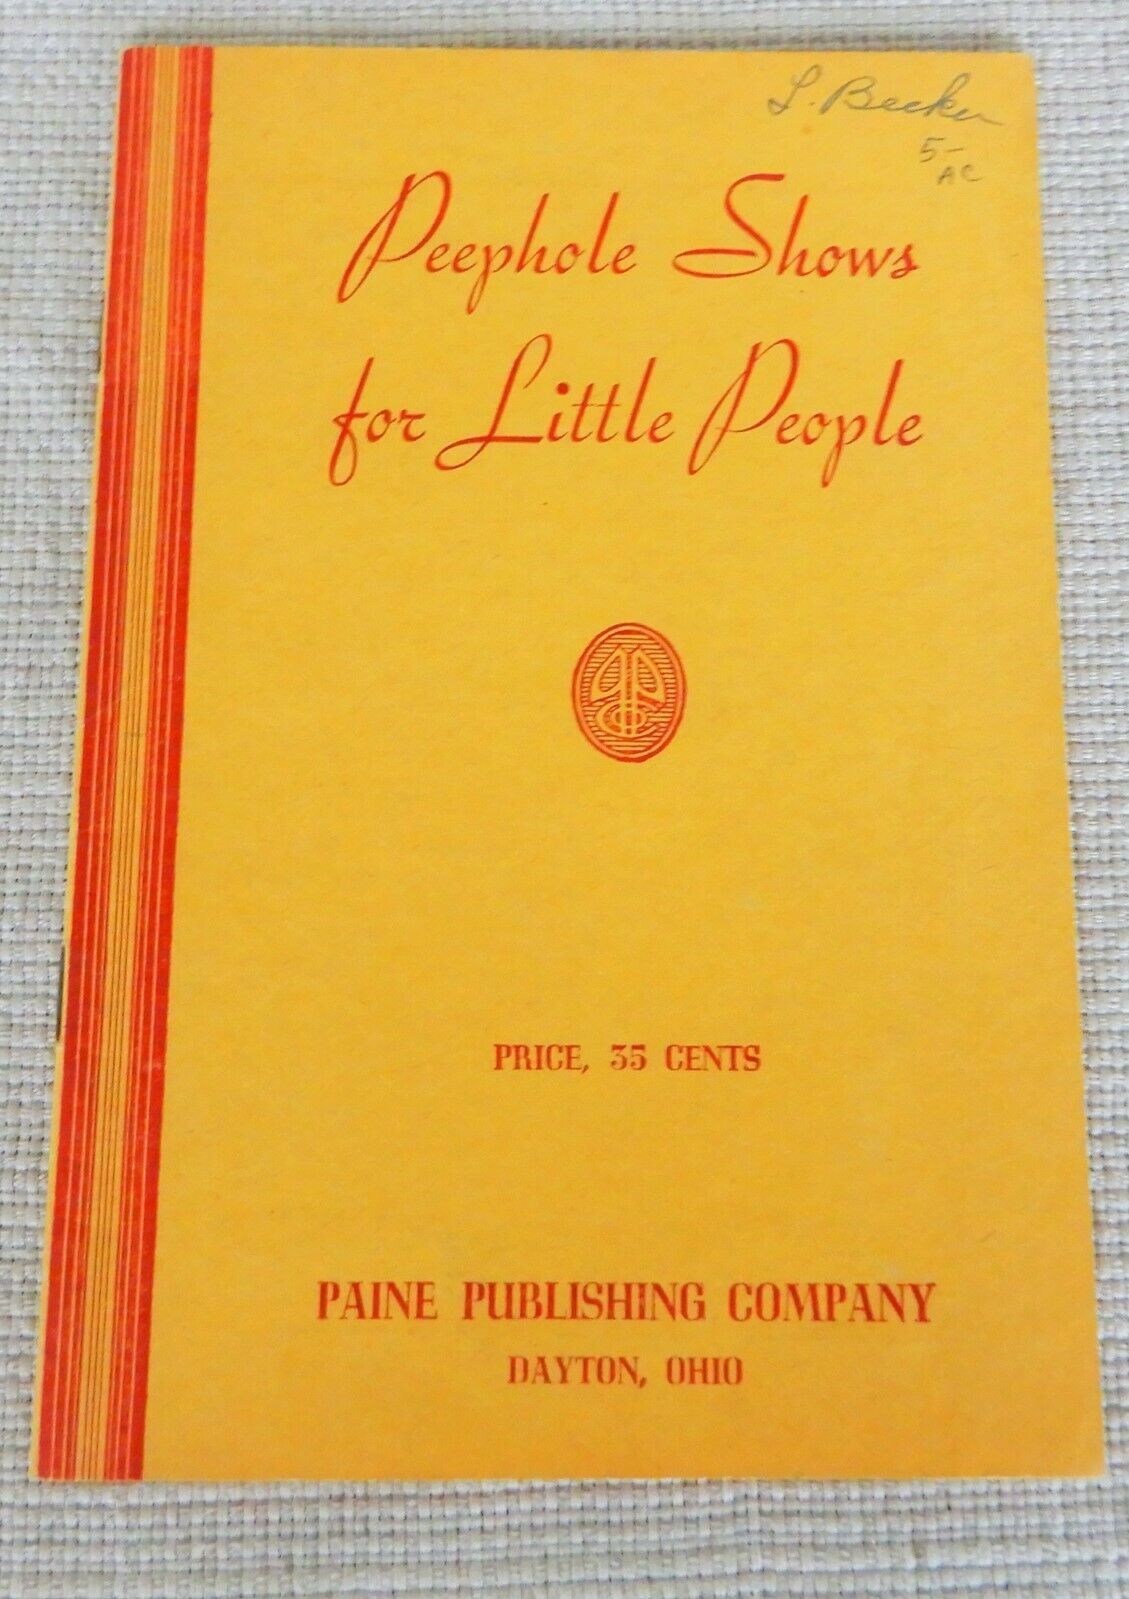 L. Becker
5-
AC
Peephole Shows
for Little People
PRICE, 35 CENTS
PAINE PUBLISHING COMPANY
DAYTON, OHIO